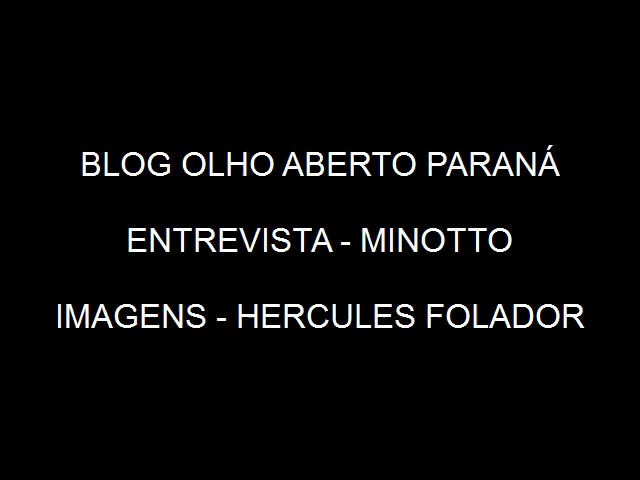 BLOG OLHO ABERTO PARANÁ
ENTREVISTA - MINOTTO
IMAGENS - HERCULES FOLADOR